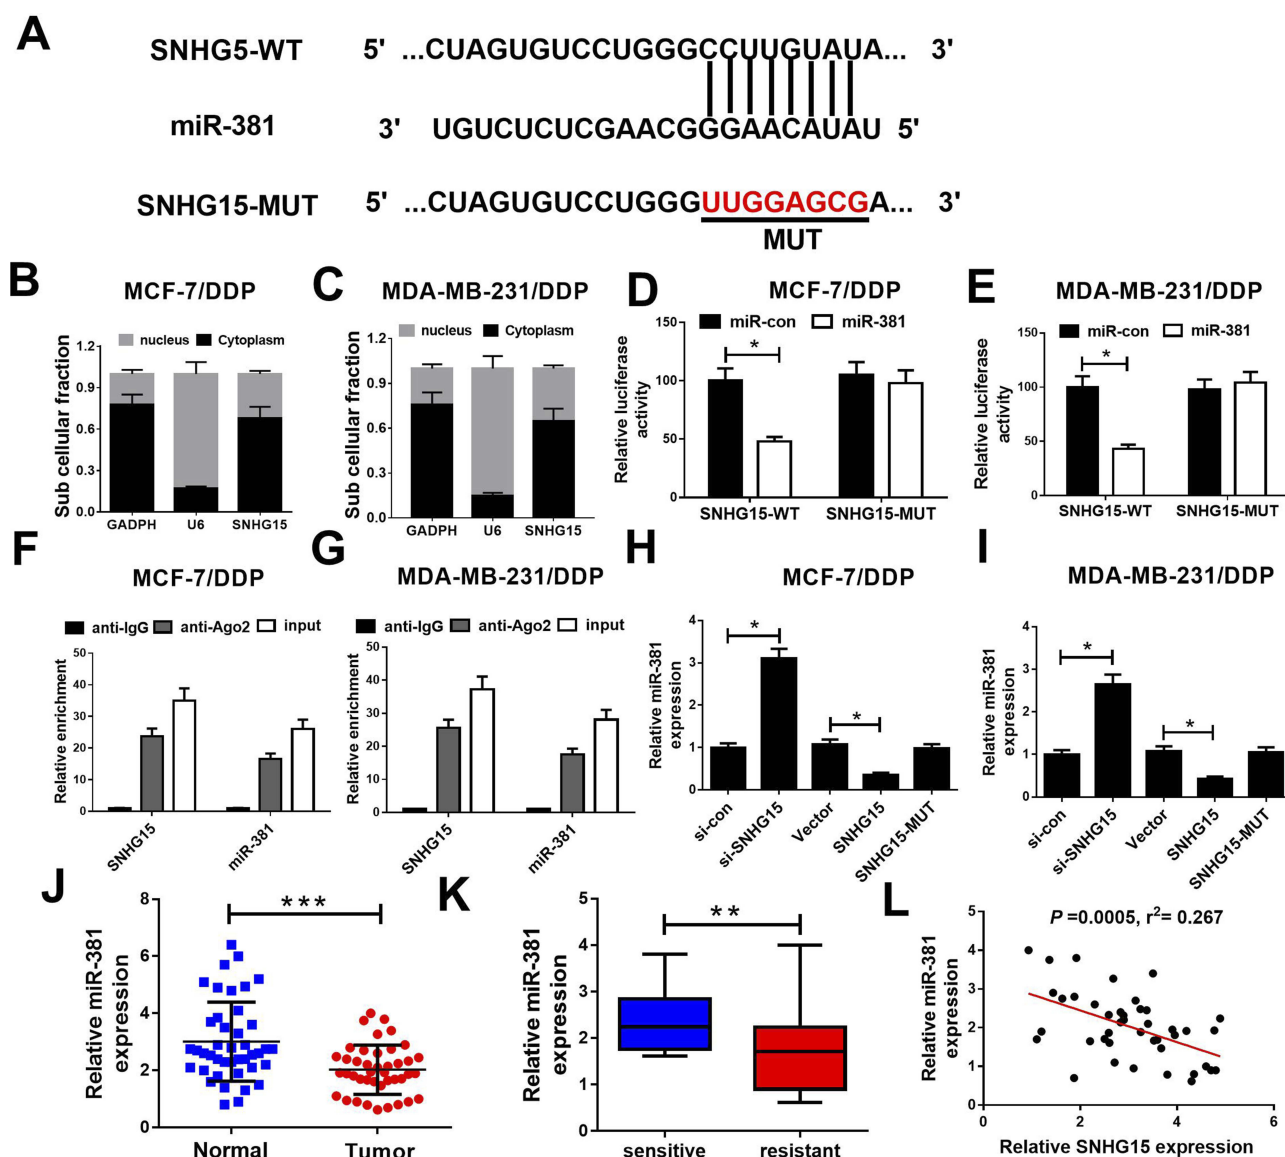 A
SNHG5-WT 5' ...CUAGUGUCCUGGGCCUUGUAUA... 3'
miR-381 3' UGUCUCUCGAACGGGAACAUAU 5'
SNHG15-MUT 5' ...CUAGUGUCCUGGGUUGGAGCGA... 3'
MUT
B
MCF-7/DDP
nucleus Cytoplasm
Sub cellular fraction
1.2
0.9
0.6
0.3
0.0
GADPH U6 SNHG15
C
MDA-MB-231/DDP
nucleus Cytoplasm
Sub cellular fraction
1.2
0.9
0.6
0.3
0.0
GADPH U6 SNHG15
D
MCF-7/DDP
miR-con miR-381
Relative luciferase
activity
150
100
50
0
*
SNHG15-WT SNHG15-MUT
E
MDA-MB-231/DDP
miR-con miR-381
Relative luciferase
activity
150
100
50
0
*
SNHG15-WT SNHG15-MUT
F
MCF-7/DDP
anti-IgG anti-Ago2 input
Relative enrichment
50
40
30
20
10
0
SNHG15 miR-381
G
MDA-MB-231/DDP
anti-IgG anti-Ago2 input
Relative enrichment
50
40
30
20
10
0
SNHG15 miR-381
H
MCF-7/DDP
Relative miR-381
expression
4
3
2
1
0
* *
si-con si-SNHG15 Vector SNHG15 SNHG15-MUT
I
MDA-MB-231/DDP
Relative miR-381
expression
4
3
2
1
0
* *
si-con si-SNHG15 Vector SNHG15 SNHG15-MUT
J
Relative miR-381
expression
8
6
4
2
0
***
Normal Tumor
K
Relative miR-381
expression
5
4
3
2
1
0
**
sensitive resistant
L
P =0.0005, r²= 0.267
Relative miR-381
expression
5
4
3
2
1
0
0 2 4 6
Relative SNHG15 expression